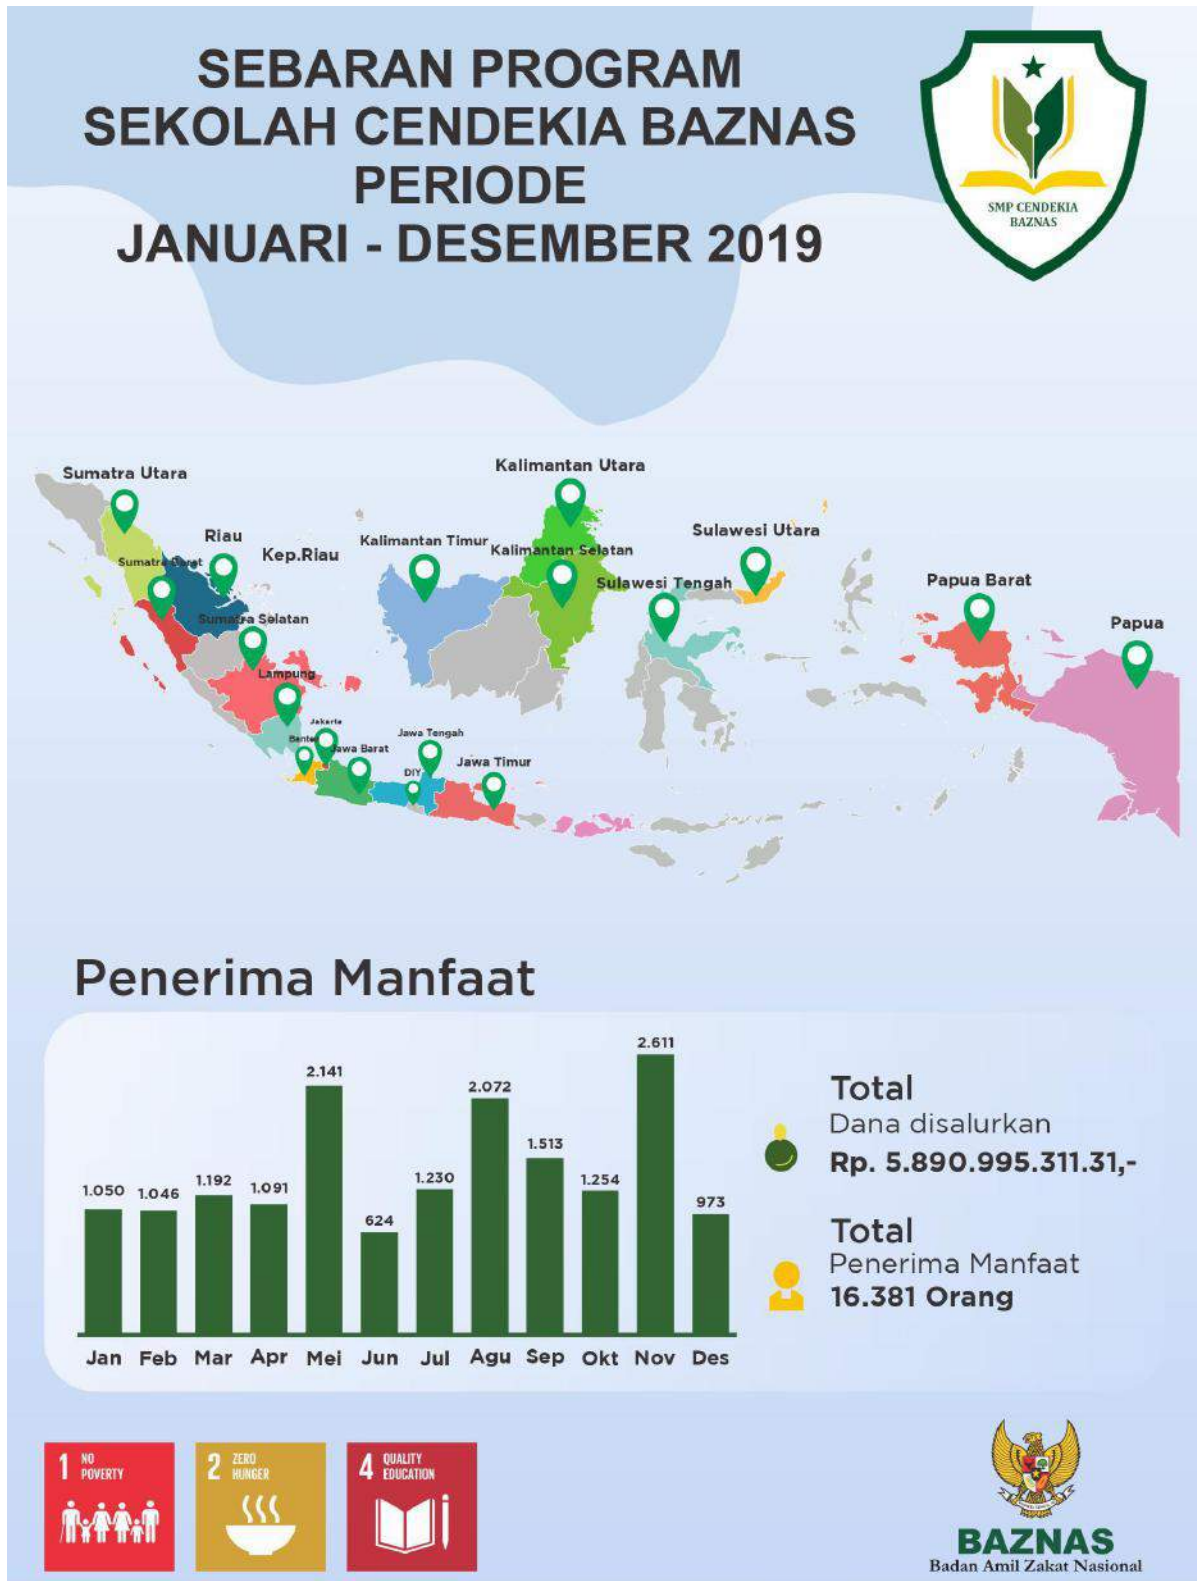 SEBARAN PROGRAM
SEKOLAH CENDEKIA BAZNAS
PERIODE
JANUARI - DESEMBER 2019
SMP CENDEKIA
BAZNAS
Sumatra Utara
Kalimantan Utara
Riau
Kep.Riau
Kalimantan Timur
Kalimantan Selatan
Sulawesi Utara
Sumatra Barat
Sulawesi Tengah
Papua Barat
Sumatra Selatan
Papua
Lampung
Jakarta
Banten
Jawa Barat
Jawa Tengah
DIY
Jawa Timur
Penerima Manfaat
1.050
1.046
1.192
1.091
2.141
624
1.230
2.072
1.513
1.254
2.611
973
Jan Feb Mar Apr Mei Jun Jul Agu Sep Okt Nov Des
Total
Dana disalurkan
Rp. 5.890.995.311.31,-
Total
Penerima Manfaat
16.381 Orang
1 NO
POVERTY
2 ZERO
HUNGER
4 QUALITY
EDUCATION
BAZNAS
Badan Amil Zakat Nasional